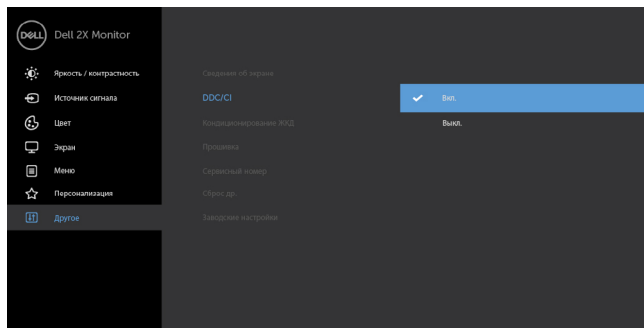 DELL
Dell 2X Monitor
Яркость / контрастность
Источник сигнала
Цвет
Экран
Меню
Персонализация
Другое
Сведение об экране
DDC/CI
Кондиционирование ЖКД
Прошивка
Сервисный номер
Сброс др.
Заводские настройки
Вкл.
Выкл.